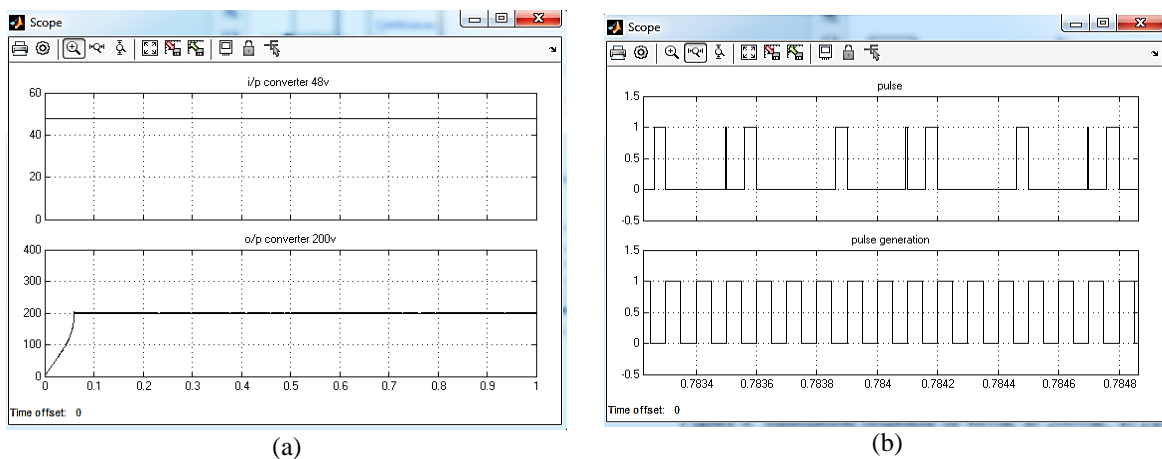 Scope
i/p converter 48v
60
40
20
0
o/p converter 200v
400
300
200
100
0
0 0.1 0.2 0.3 0.4 0.5 0.6 0.7 0.8 0.9 1
Time offset: 0
(a)
Scope
pulse
1.5
1
0.5
0
-0.5
pulse generation
1.5
1
0.5
0
-0.5
0.7834 0.7836 0.7838 0.784 0.7842 0.7844 0.7846 0.7848
Time offset: 0
(b)